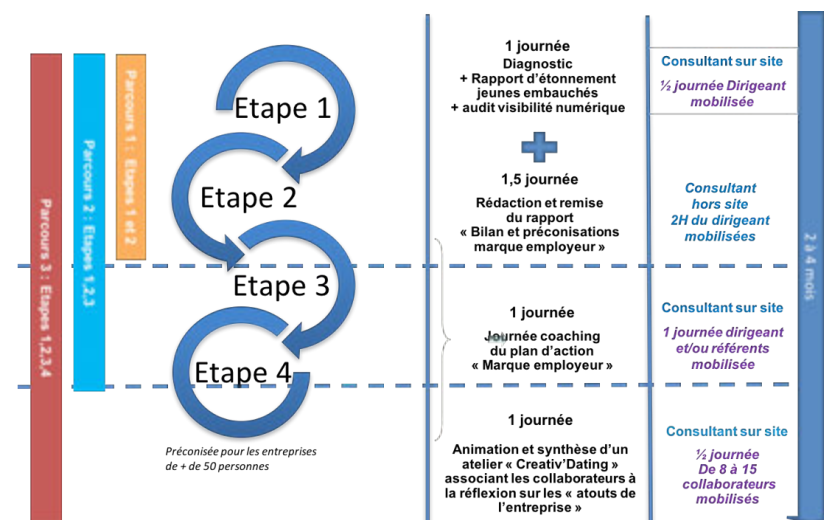 Parcours 3 : Etapes 1,2,3,4
Parcours 2 : Etapes 1,2,3
Parcours 1 : Etapes 1 et 2
Etape 1
Etape 2
Etape 3
Etape 4
Préconisée pour les entreprises
de + de 50 personnes
1 journée
Diagnostic
+ Rapport d'étonnement
jeunes embauchés
+ audit visibilité numérique
1,5 journée
Rédaction et remise
du rapport
« Bilan et préconisations
marque employeur »
1 journée
Journée coaching
du plan d'action
« Marque employeur »
1 journée
Animation et synthèse d'un
atelier « Creativ'Dating »
associant les collaborateurs à
la réflexion sur les « atouts de
l'entreprise »
Consultant sur site
½ journée Dirigeant
mobilisée
Consultant
hors site
2H du dirigeant
mobilisées
Consultant sur site
1 journée dirigeant
et/ou référents
mobilisée
Consultant sur site
½ journée
De 8 à 15
collaborateurs
mobilisés
2 à 4 mois